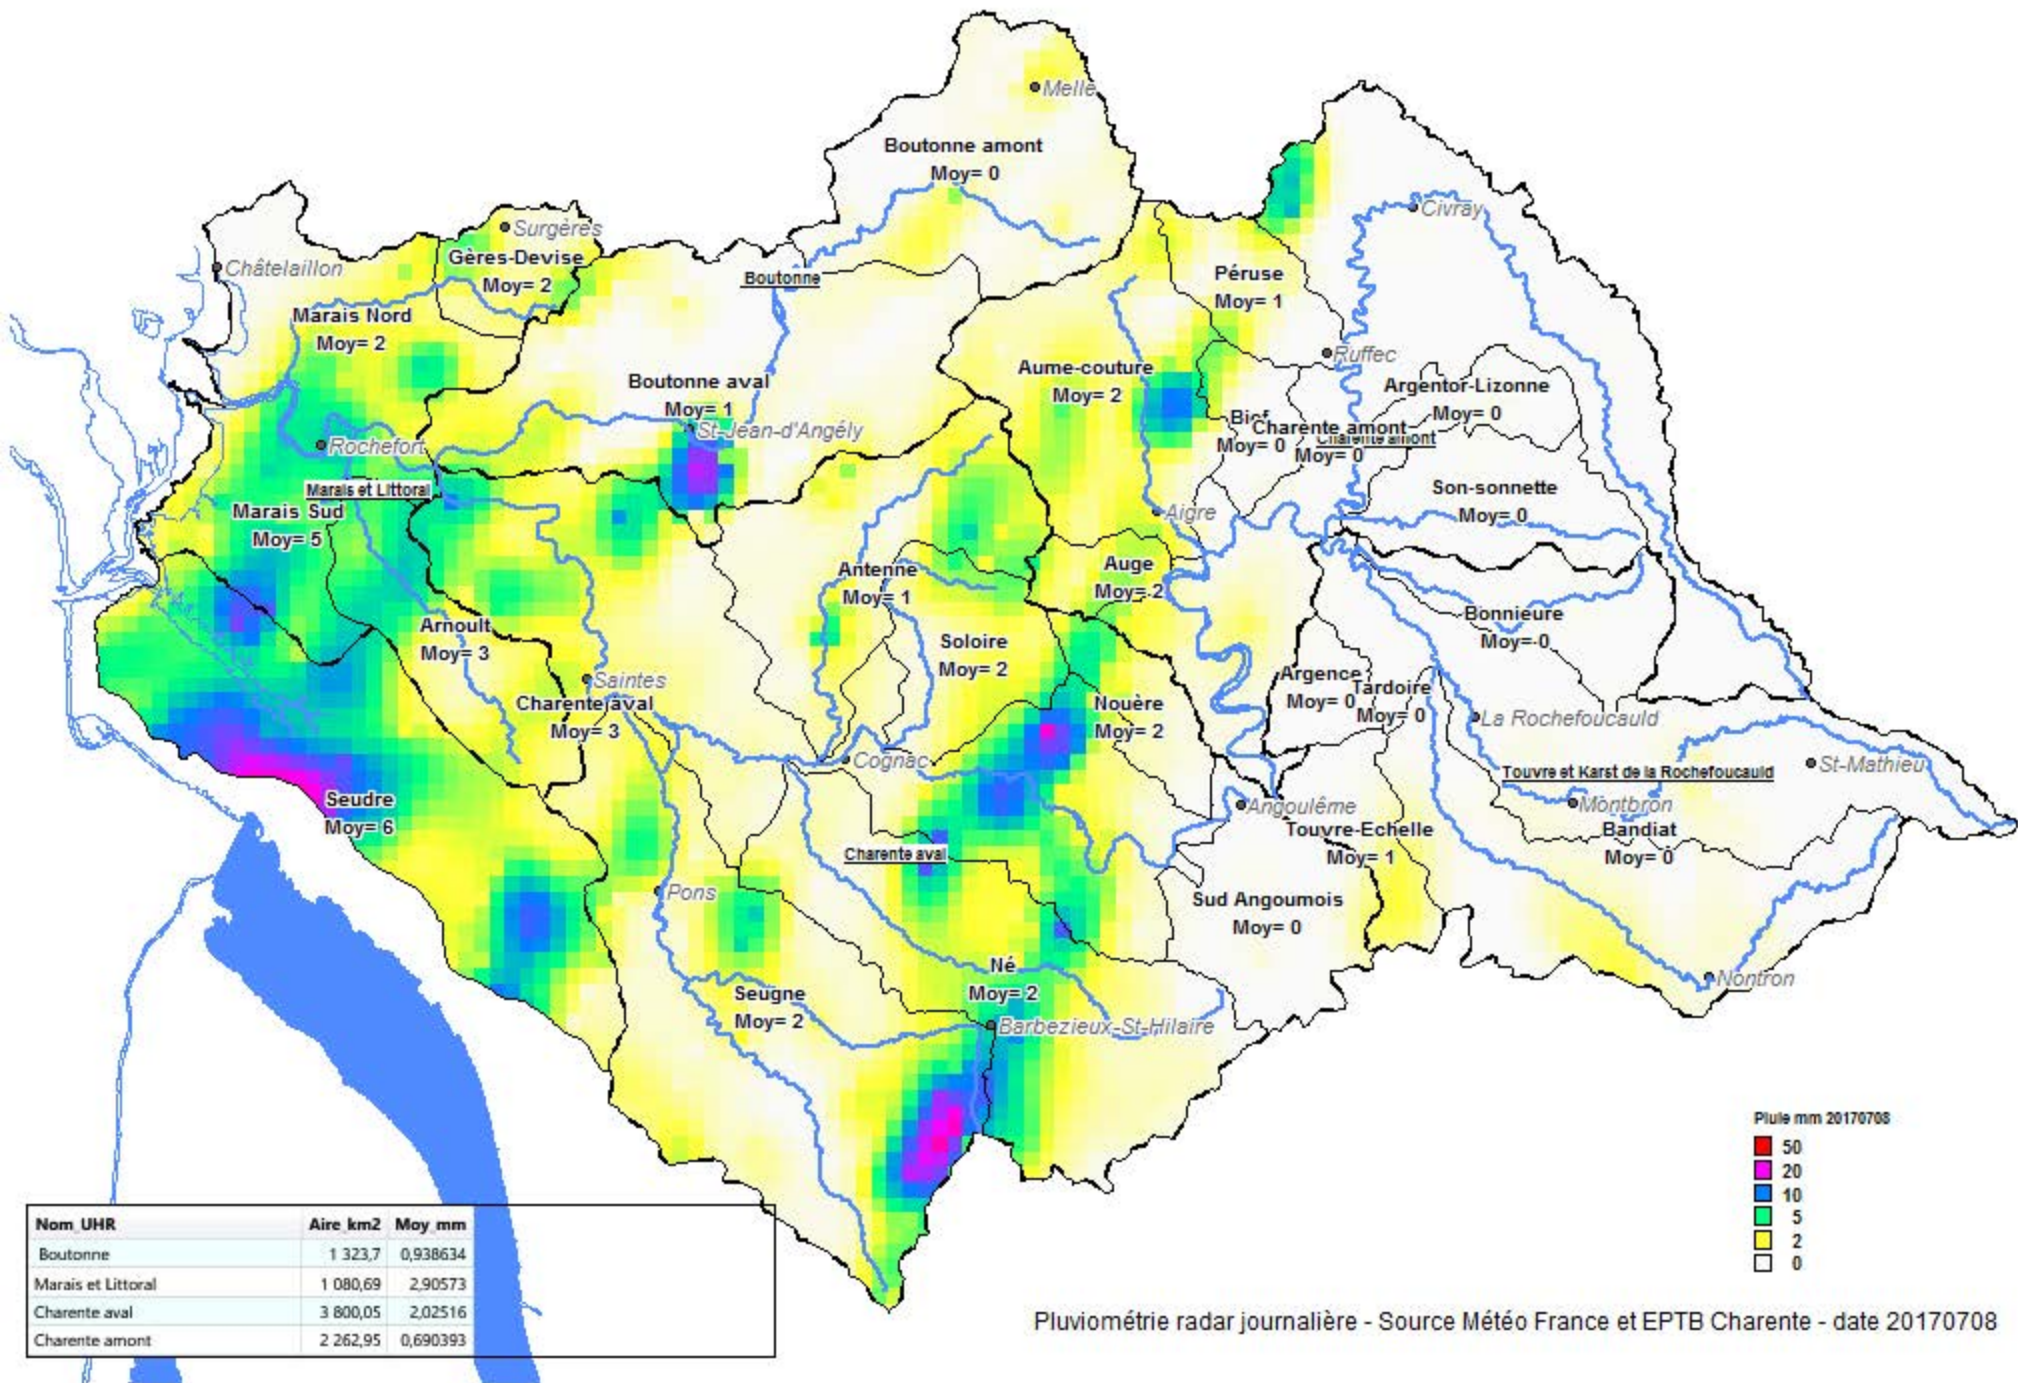 Melle
Boutonne amont
Moy= 0
Civray
Surgères
Châtelaillon
Gères-Devise
Moy= 2
Boutonne
Péruse
Moy= 1
Marais Nord
Moy= 2
Ruffec
Aume-couture
Moy= 2
Boutonne aval
Moy= 1
Argentor-Lizonne
Moy= 0
St-Jean-d'Angély
Bief
Moy= 0
Charente amont
Moy= 0
Charente amont
Rochefort
Marais et Littoral
Marais Sud
Moy= 5
Son-sonnette
Moy= 0
Aigre
Antenne
Moy= 1
Auge
Moy= 2
Arnoult
Moy= 3
Bonnieure
Moy= 0
Soloire
Moy= 2
Saintes
Charente aval
Moy= 3
Nouère
Moy= 2
Argence
Moy= 0
Tardoire
Moy= 0
La Rochefoucauld
Cognac
Touvre et Karst de la Rochefoucauld
St-Mathieu
Seudre
Moy= 6
Angoulême
Montbron
Touvre-Echelle
Moy= 1
Bandiat
Moy= 0
Charente aval
Pons
Sud Angoumois
Moy= 0
Né
Moy= 2
Seugne
Moy= 2
Nontron
Barbezieux-St-Hilaire
Pluie mm 20170708
50
20
10
5
2
0
Nom_UHR Aire_km2 Moy_mm
Boutonne 1 323,7 0,938634
Marais et Littoral 1 080,69 2,90573
Charente aval 3 800,05 2,02516
Charente amont 2 262,95 0,690393
Pluviométrie radar journalière - Source Météo France et EPTB Charente - date 20170708